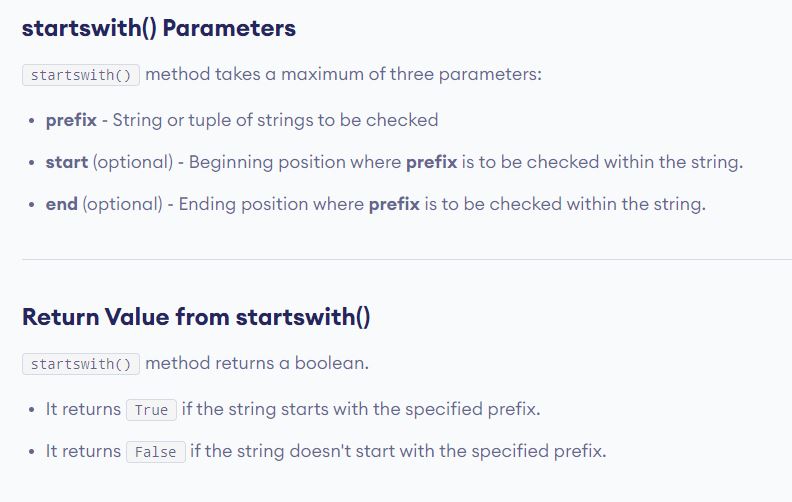 startswith() Parameters
startswith() method takes a maximum of three parameters:
• prefix - String or tuple of strings to be checked
• start (optional) - Beginning position where prefix is to be checked within the string.
• end (optional) - Ending position where prefix is to be checked within the string.
Return Value from startswith()
startswith() method returns a boolean.
• It returns True if the string starts with the specified prefix.
• It returns False if the string doesn't start with the specified prefix.